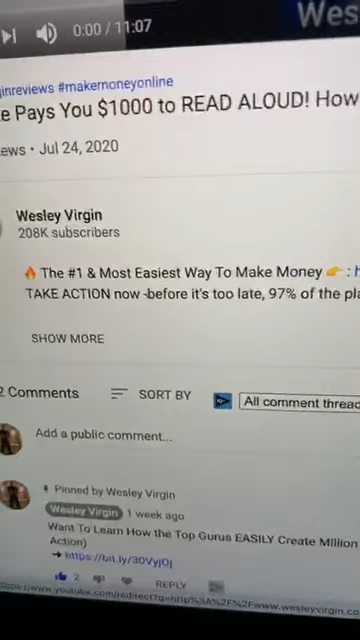 0:00 / 11:07
Wes
inreviews #makemoneyonline
e Pays You $1000 to READ ALOUD! How
ews • Jul 24, 2020
Wesley Virgin
208K subscribers
🔥 The #1 & Most Easiest Way To Make Money 👉 : h
TAKE ACTION now -before it's too late, 97% of the pla
SHOW MORE
2 Comments
SORT BY
All comment threac
Add a public comment...
Pinned by Wesley Virgin
Wesley Virgin 1 week ago
Want To Learn How the Top Gurus EASILY Create Million
Action)
➔ https://bit.ly/30VyjOj
2
REPLY
https://www.youtube.com/redirect?q=http%3A%2F%2Fwww.wesleyvirgin.co